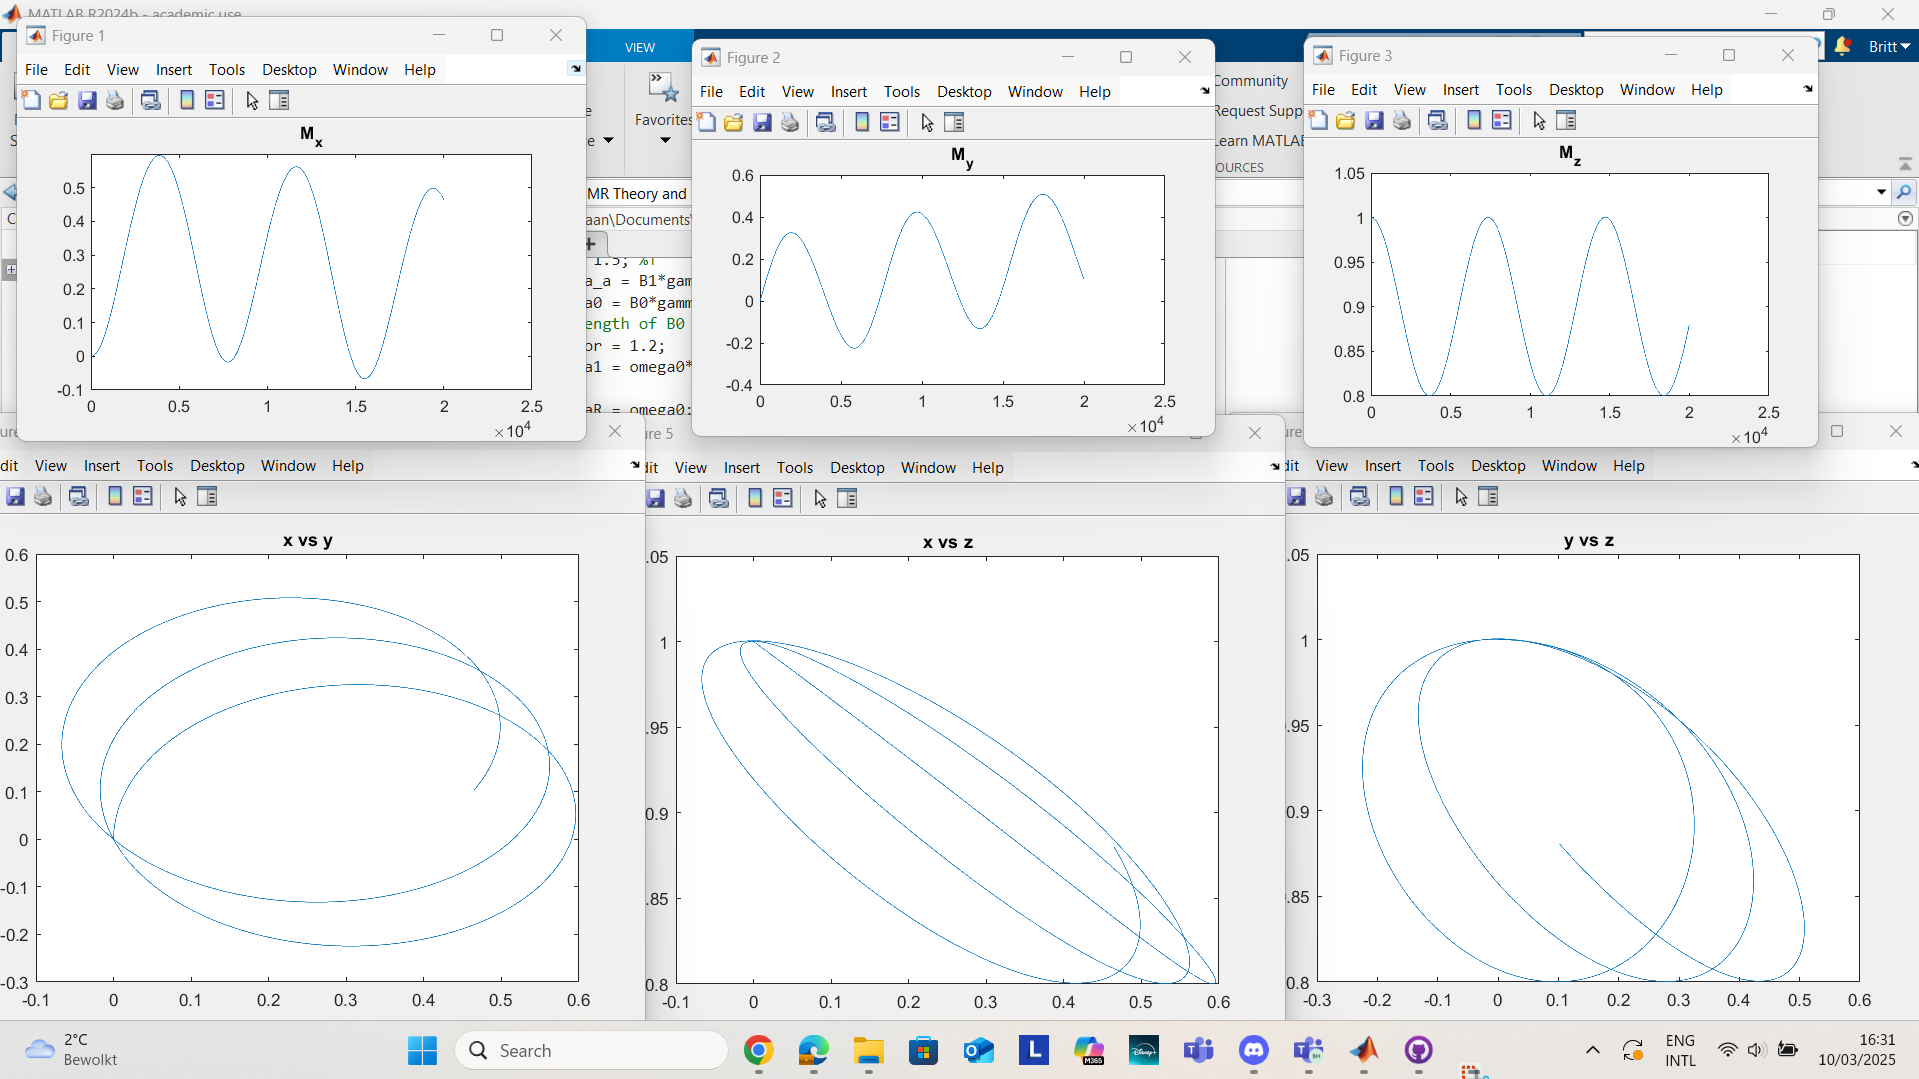 MATLAB R2024b - academic use
Figure 1
File Edit View Insert Tools Desktop Window Help
M_x
0.5
0.4
0.3
0.2
0.1
0
-0.1
0 0.5 1 1.5 2 2.5
×10^4
VIEW
Favorites
MR Theory and
aan\Documents\
1.5; %T
a_a = B1*gam
a0 = B0*gam
ength of B0
or = 1.2;
a1 = omega0*
aR = omega0;
Figure 2
File Edit View Insert Tools Desktop Window Help
M_y
0.6
0.4
0.2
0
-0.2
-0.4
0 0.5 1 1.5 2 2.5
×10^4
Community
Request Supp
Learn MATLAB
OURCES
Britt
Figure 3
File Edit View Insert Tools Desktop Window Help
M_z
1.05
1
0.95
0.9
0.85
0.8
0 0.5 1 1.5 2 2.5
×10^4
ure
dit View Insert Tools Desktop Window Help
x vs y
0.6
0.5
0.4
0.3
0.2
0.1
0
-0.1
-0.2
-0.3
-0.1 0 0.1 0.2 0.3 0.4 0.5 0.6
ure 5
dit View Insert Tools Desktop Window Help
x vs z
.05
1
.95
0.9
.85
0.8
-0.1 0 0.1 0.2 0.3 0.4 0.5 0.6
ure
dit View Insert Tools Desktop Window Help
y vs z
.05
1
.95
0.9
.85
0.8
-0.3 -0.2 -0.1 0 0.1 0.2 0.3 0.4 0.5 0.6
2°C
Bewolkt
Search
L
M365
Disney+
BH
ENG
INTL
16:31
10/03/2025